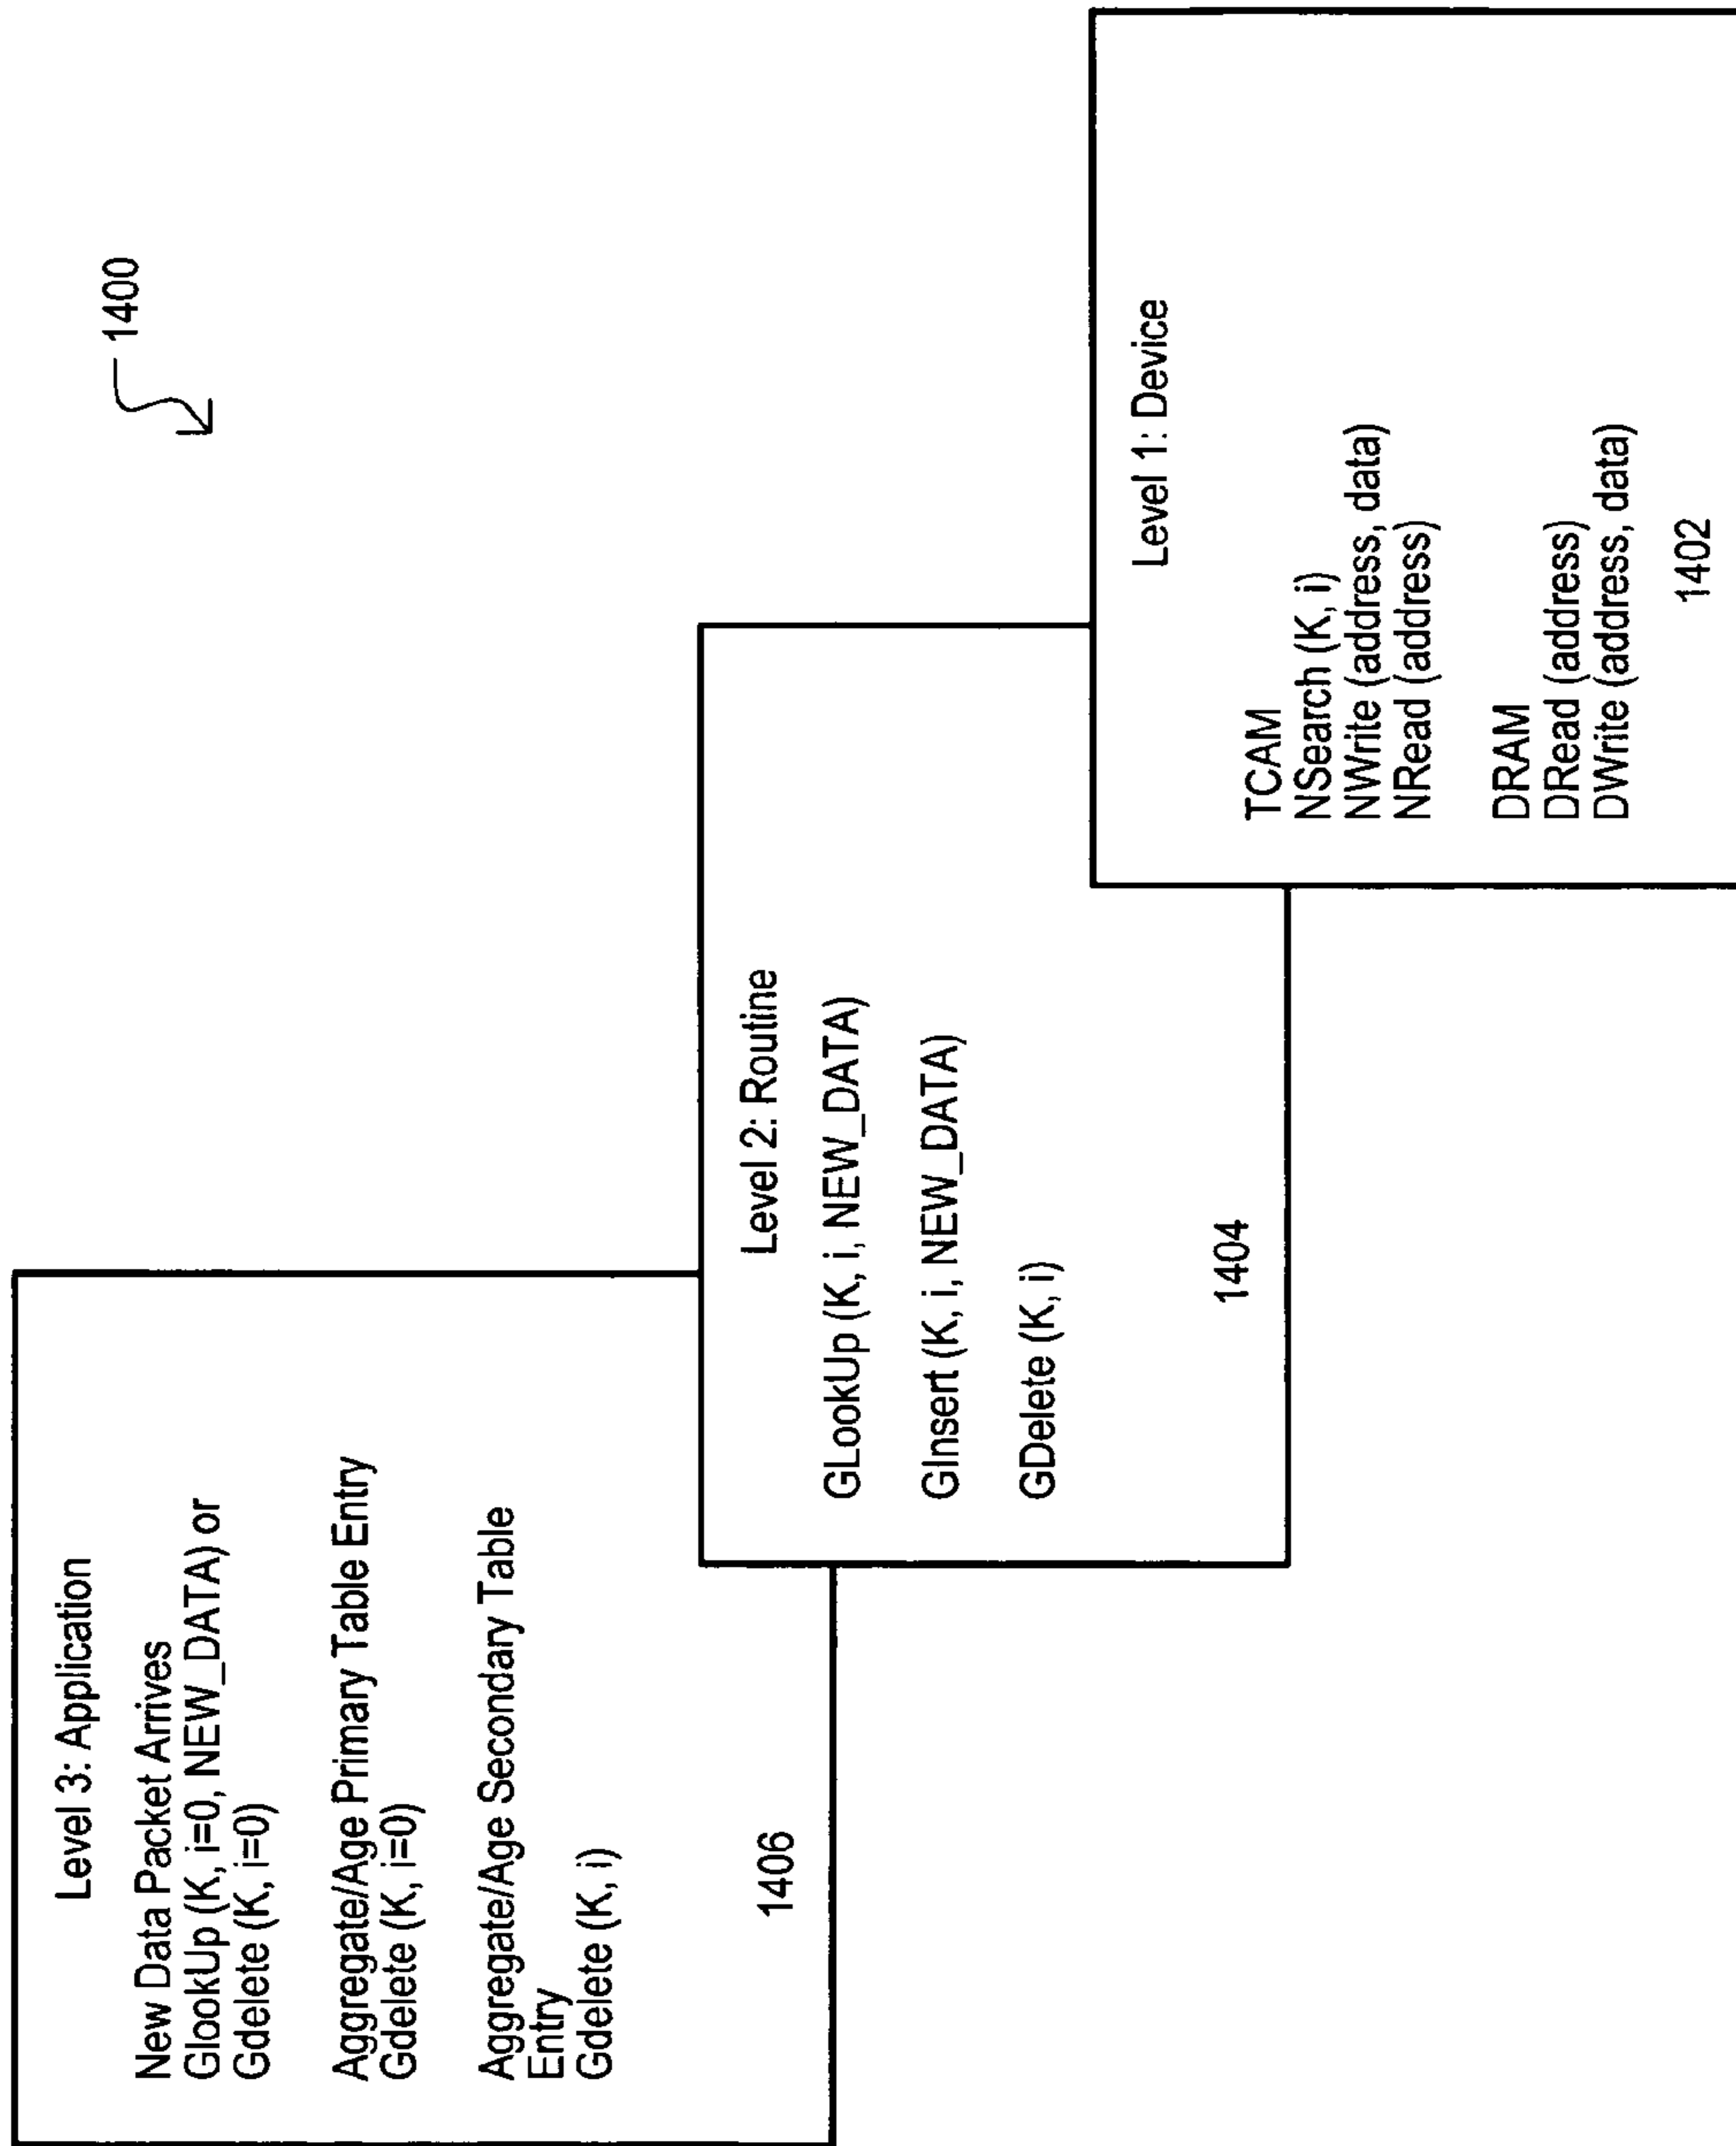 1400
Level 3: Application
New Data Packet Arrives
GlookUp (K, i=0, NEW_DATA) or
Gdelete (K, i=0)
Aggregate/Age Primary Table Entry
Gdelete (K, i=0)
Aggregate/Age Secondary Table
Entry
Gdelete (K, i)
1406
Level 2: Routine
GLookUp (K, i, NEW_DATA)
GInsert (K, i, NEW_DATA)
GDelete (K, i)
1404
Level 1: Device
TCAM
NSearch (K, i)
NWrite (address, data)
NRead (address)
DRAM
DRead (address)
DWrite (address, data)
1402